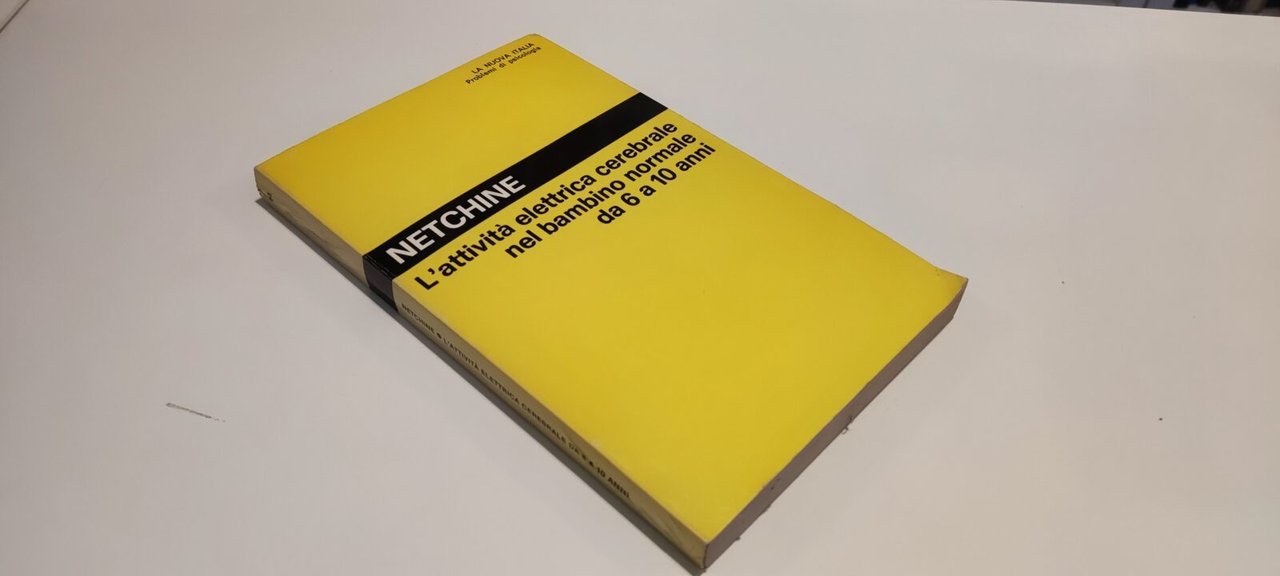 LA NUOVA ITALIA
Problemi di psicologia
NETCHINE
L'attività elettrica cerebrale
nel bambino normale
da 6 a 10 anni
NETCHINE • L'ATTIVITÀ ELETTRICA CEREBRALE DA 6 A 10 ANNI